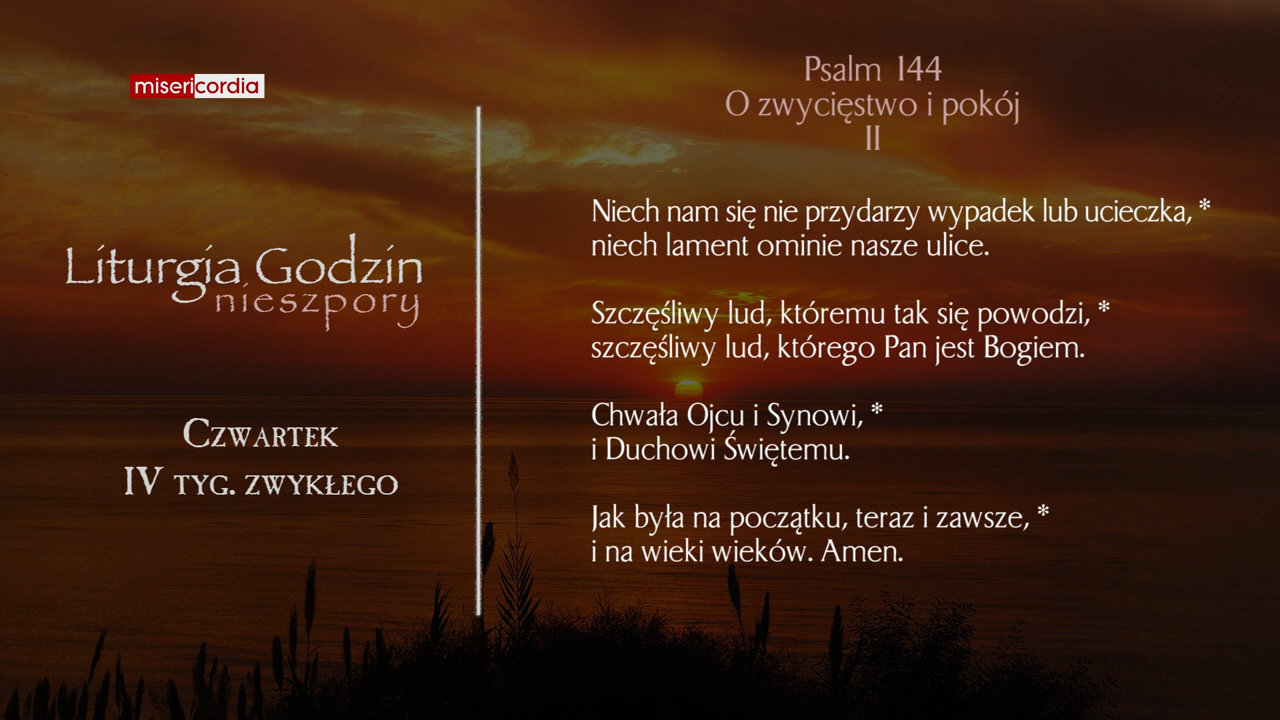 misericordia
Liturgia Godzin
nieszpory
Czwartek
IV tyg. zwykłego
Psalm 144
O zwycięstwo i pokój
II
Niech nam się nie przydarzy wypadek lub ucieczka, *
niech lament ominie nasze ulice.
Szczęśliwy lud, któremu tak się powodzi, *
szczęśliwy lud, którego Pan jest Bogiem.
Chwała Ojcu i Synowi, *
i Duchowi Świętemu.
Jak była na początku, teraz i zawsze, *
i na wieki wieków. Amen.